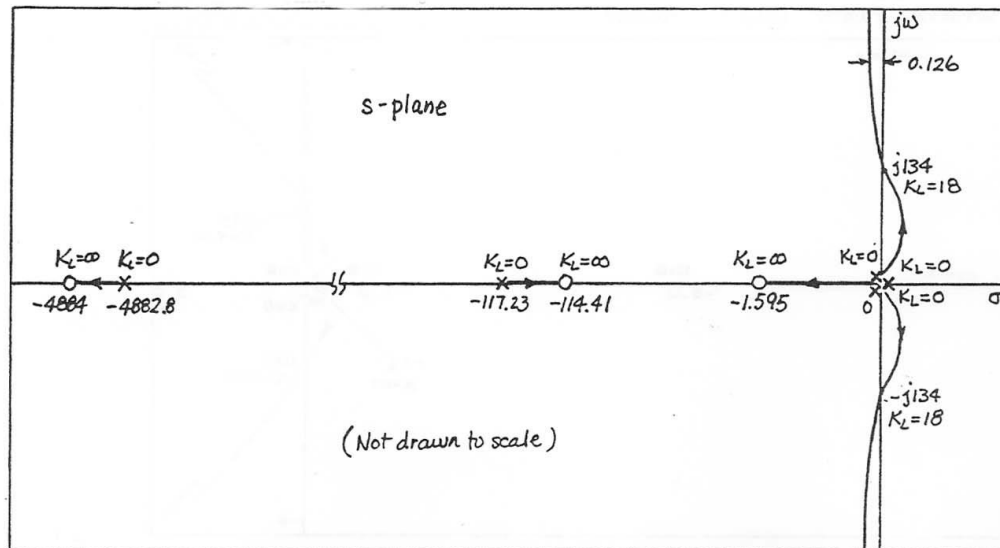 jω
0.126
s-plane
j134
K_L=18
K_L=∞ K_L=0 K_L=0 K_L=∞ K_L=∞ K_L=0 K_L=0
K_L=0
-4884 -4882.8 -117.23 -114.41 -1.595 0 σ
-j134
K_L=18
(Not drawn to scale)